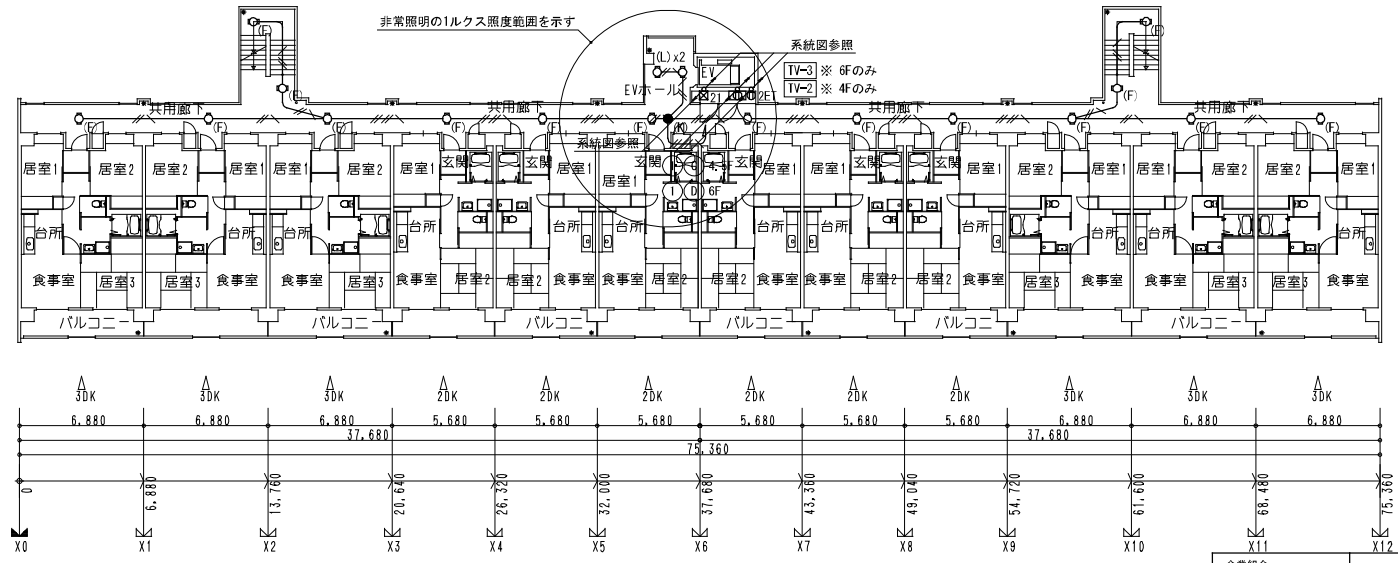 非常照明の1ルクス照度範囲を示す
系統図参照
TV-3 ※ 6Fのみ
TV-2 ※ 4Fのみ
(L)x2
EV
EVホール
21
2ET
(F) (F)
(F) (F)
共用廊下 共用廊下 共用廊下 共用廊下
(F) (F) (F) (F) (F) (F) (K) (F) (F) (F) (F) (F) (F)
系統図参照
居室1 居室2 居室2 居室1 居室1 居室2 居室1 玄関 玄関 居室1 居室1 玄関 玄関 居室1 居室1 玄関 玄関 居室1 居室2 居室1 居室1 居室2 居室2 居室1
1 D 6F
台所 台所 台所 台所 台所 台所 台所 台所 台所
食事室 居室3 食事室 食事室 居室3 食事室 居室2 居室2 食事室 食事室 居室2 居室2 食事室 食事室 居室2 居室2 食事室 居室3 食事室 食事室 居室3 居室3 食事室
バルコニー バルコニー バルコニ バルコニー バルコニ バルコニー
3DK 3DK 3DK 2DK 2DK 2DK 2DK 2DK 2DK 3DK 3DK 3DK
6,880 6,880 6,880 5,680 5,680 5,680 5,680 5,680 5,680 6,880 6,880 6,880
37,680 37,680
75,360
0 6,880 13,760 20,640 26,320 32,000 37,680 43,360 49,040 54,720 61,600 68,480 75,360
X0 X1 X2 X3 X4 X5 X6 X7 X8 X9 X10 X11 X12